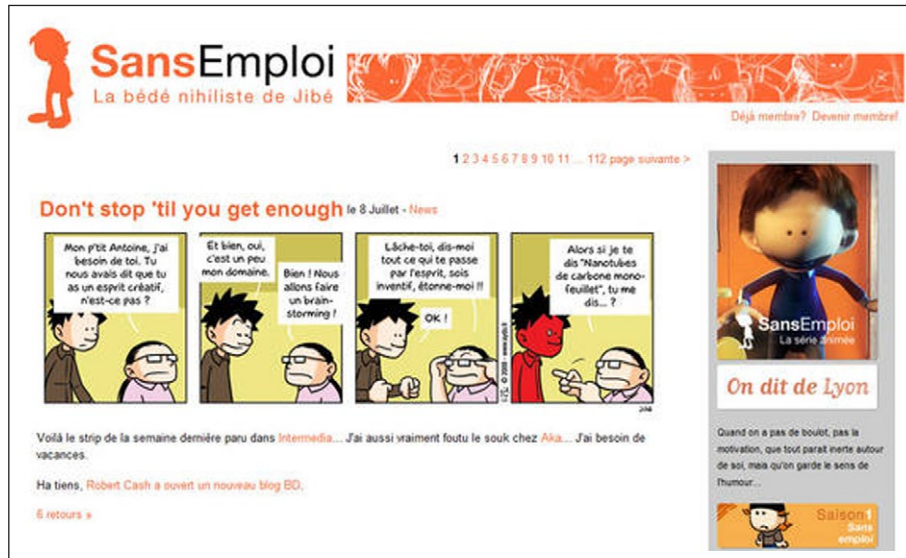 SansEmploi
La bédé nihiliste de Jibé
Déjà membre? Devenir membre!
1 2 3 4 5 6 7 8 9 10 11 ... 112 page suivante >
Don't stop 'til you get enough le 8 Juillet - News
Mon p'tit Antoine, j'ai
besoin de toi. Tu
nous avais dit que tu
as un esprit créatif,
n'est-ce pas ?
Et bien, oui,
c'est un peu
mon domaine.
Bien ! Nous
allons faire
un brain-
storming !
Lâche-toi, dis-moi
tout ce qui te passe
par l'esprit, sois
inventif, étonne-moi !!
OK !
Alors si je te
dis "Nanotubes
de carbone mono-
feuillet", tu me
dis... ?
Voilà le strip de la semaine dernière paru dans Intermedia... J'ai aussi vraiment foutu le souk chez Aka... J'ai besoin de
vacances.
Ha tiens, Robert Cash a ouvert un nouveau blog BD.
6 retours »
SansEmploi
La série animée
On dit de Lyon
Quand on a pas de boulot, pas la
motivation, que tout parait inerte autour
de soi, mais qu'on garde le sens de
l'humour...
Saison 1
Sans
emploi